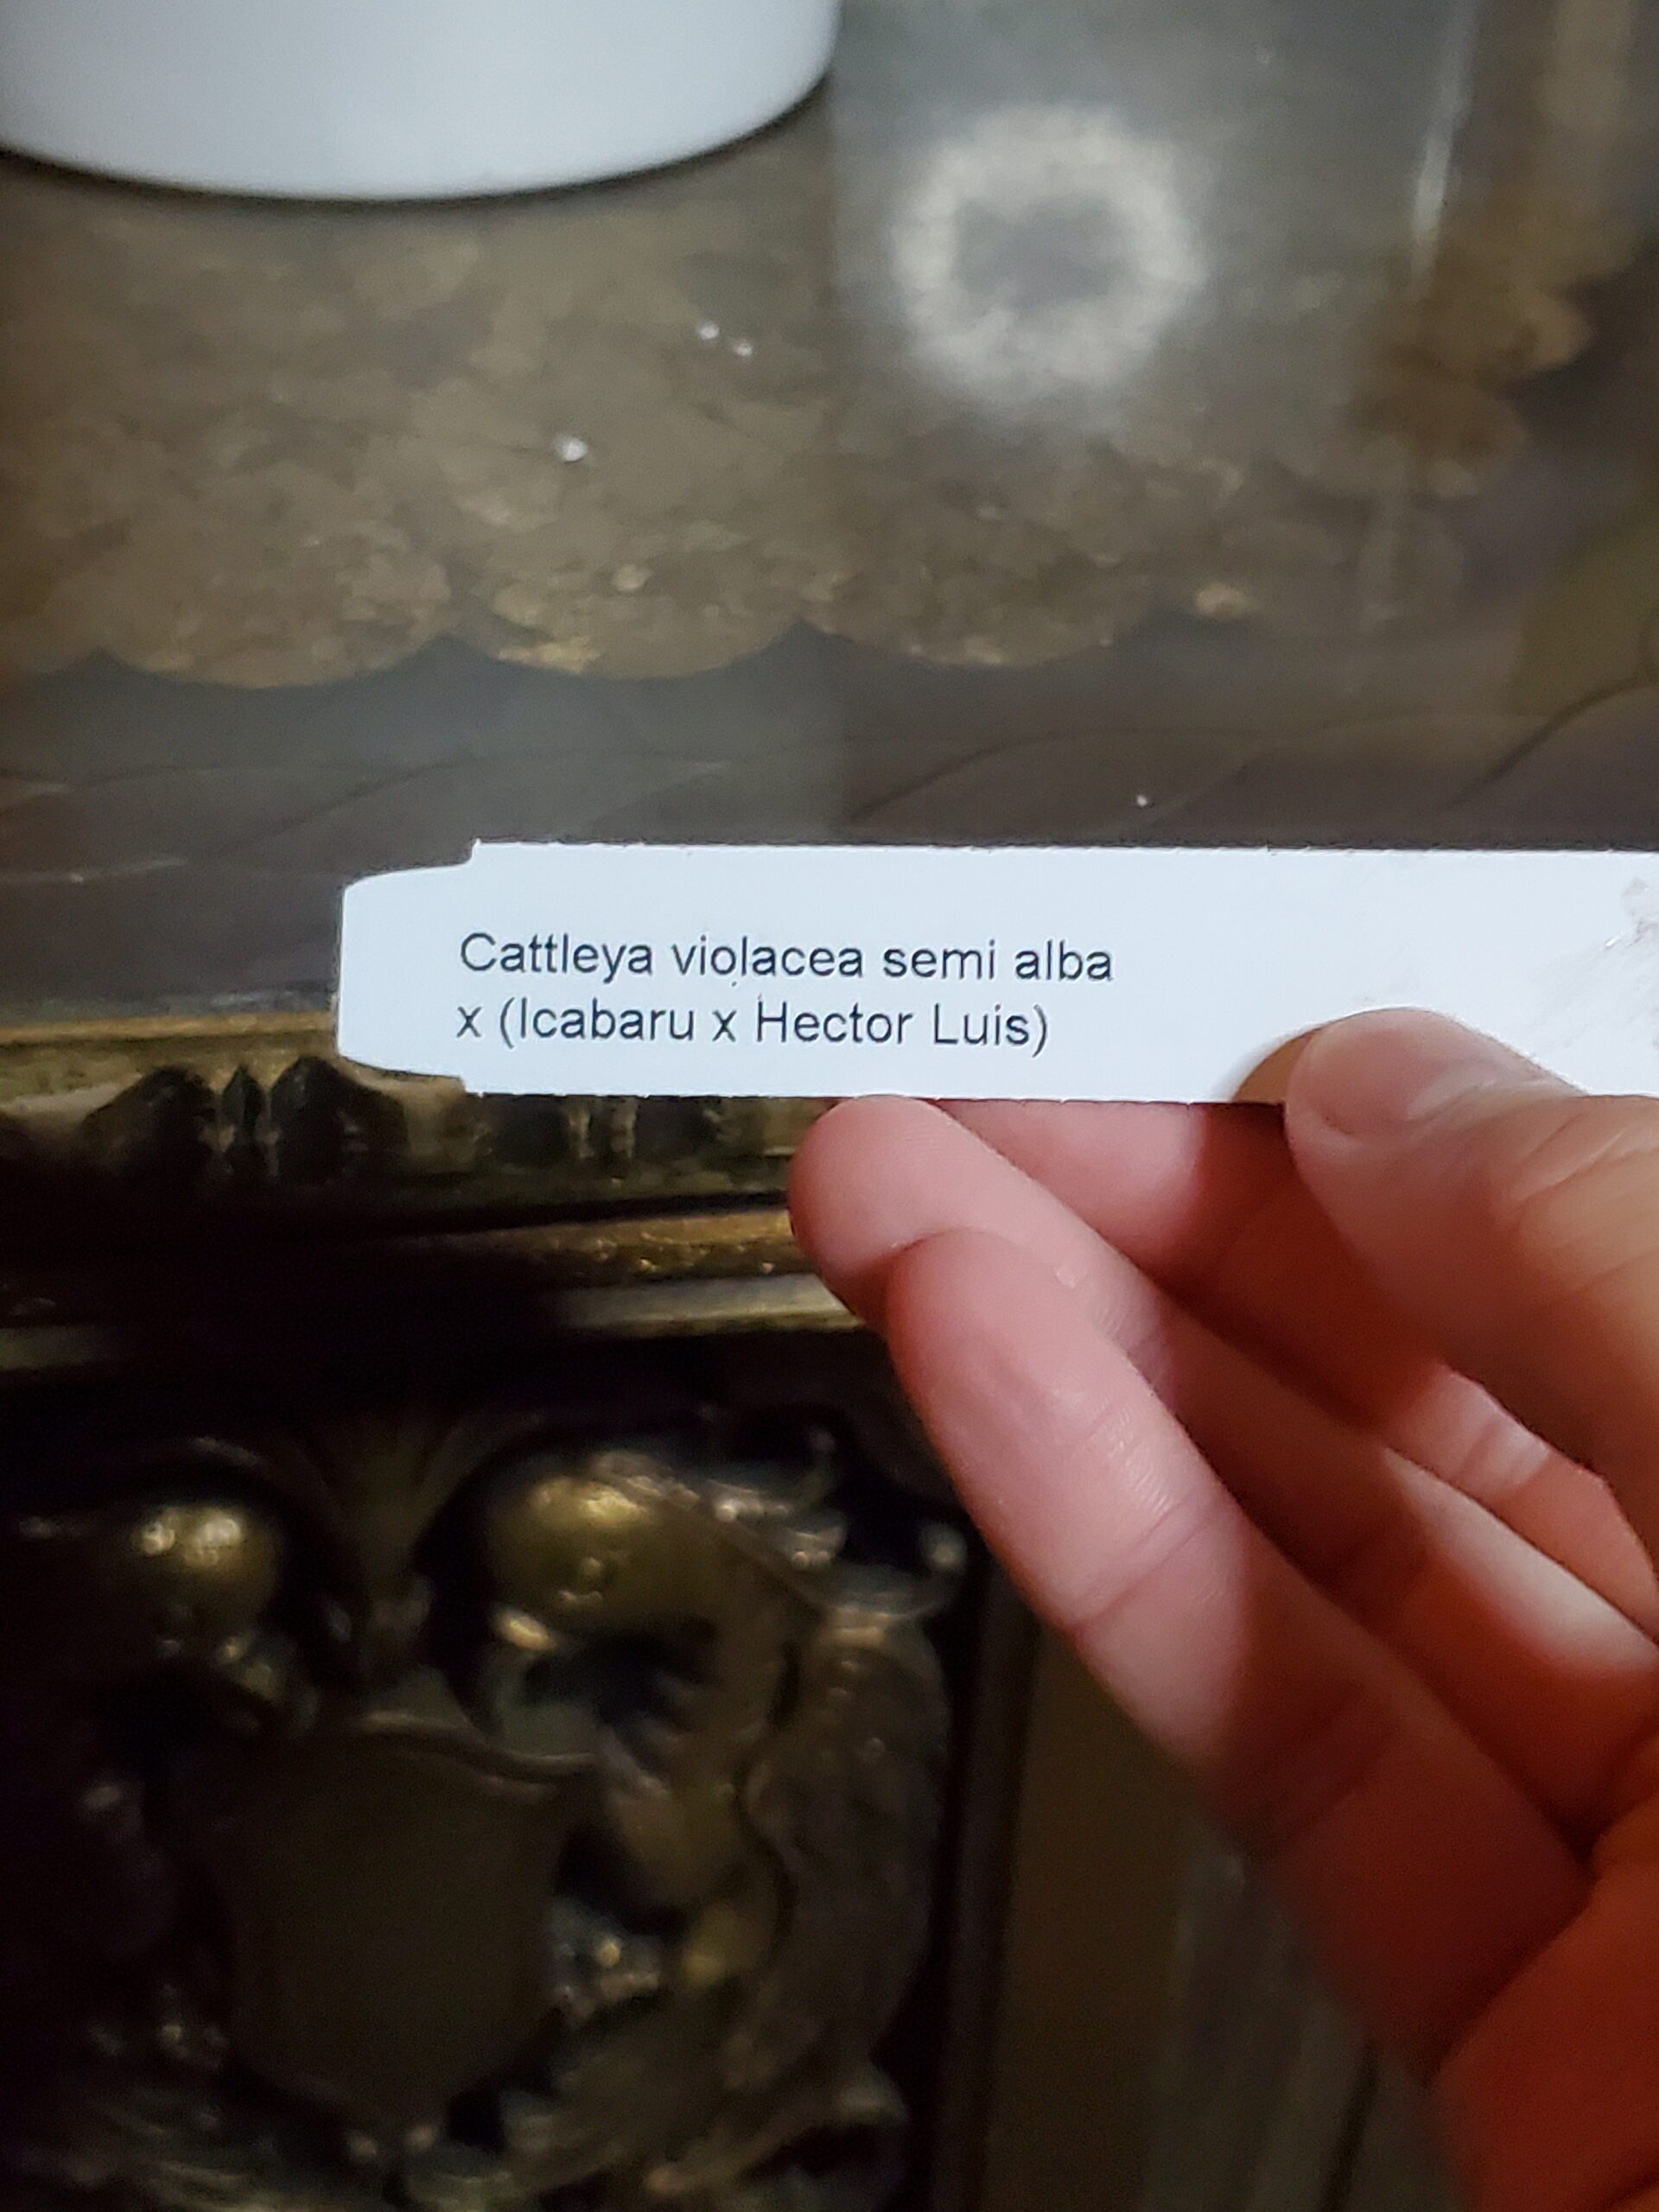 Cattleya violacea semi alba
x (Icabaru x Hector Luis)